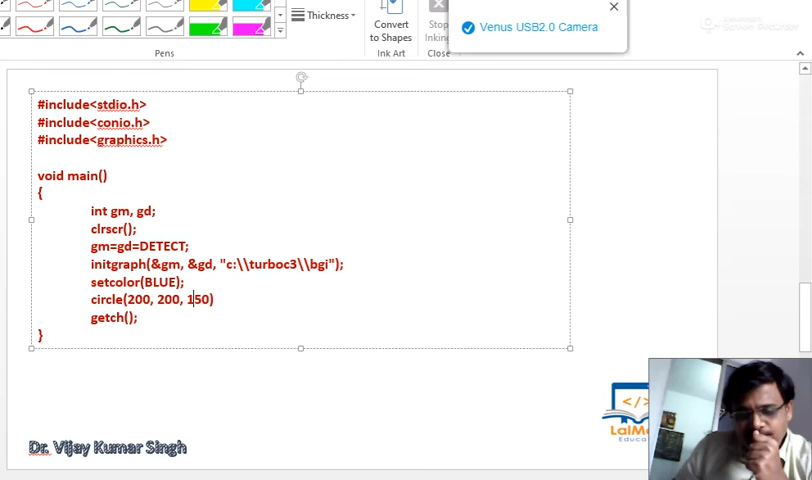 Thickness
Convert
to Shapes
Stop
Inking
Pens
Ink Art
Close
Venus USB2.0 Camera
#include<stdio.h>
#include<conio.h>
#include<graphics.h>
void main()
{
int gm, gd;
clrscr();
gm=gd=DETECT;
initgraph(&gm, &gd, "c:\\turboc3\\bgi");
setcolor(BLUE);
circle(200, 200, 150)
getch();
}
</>
Dr. Vijay Kumar Singh